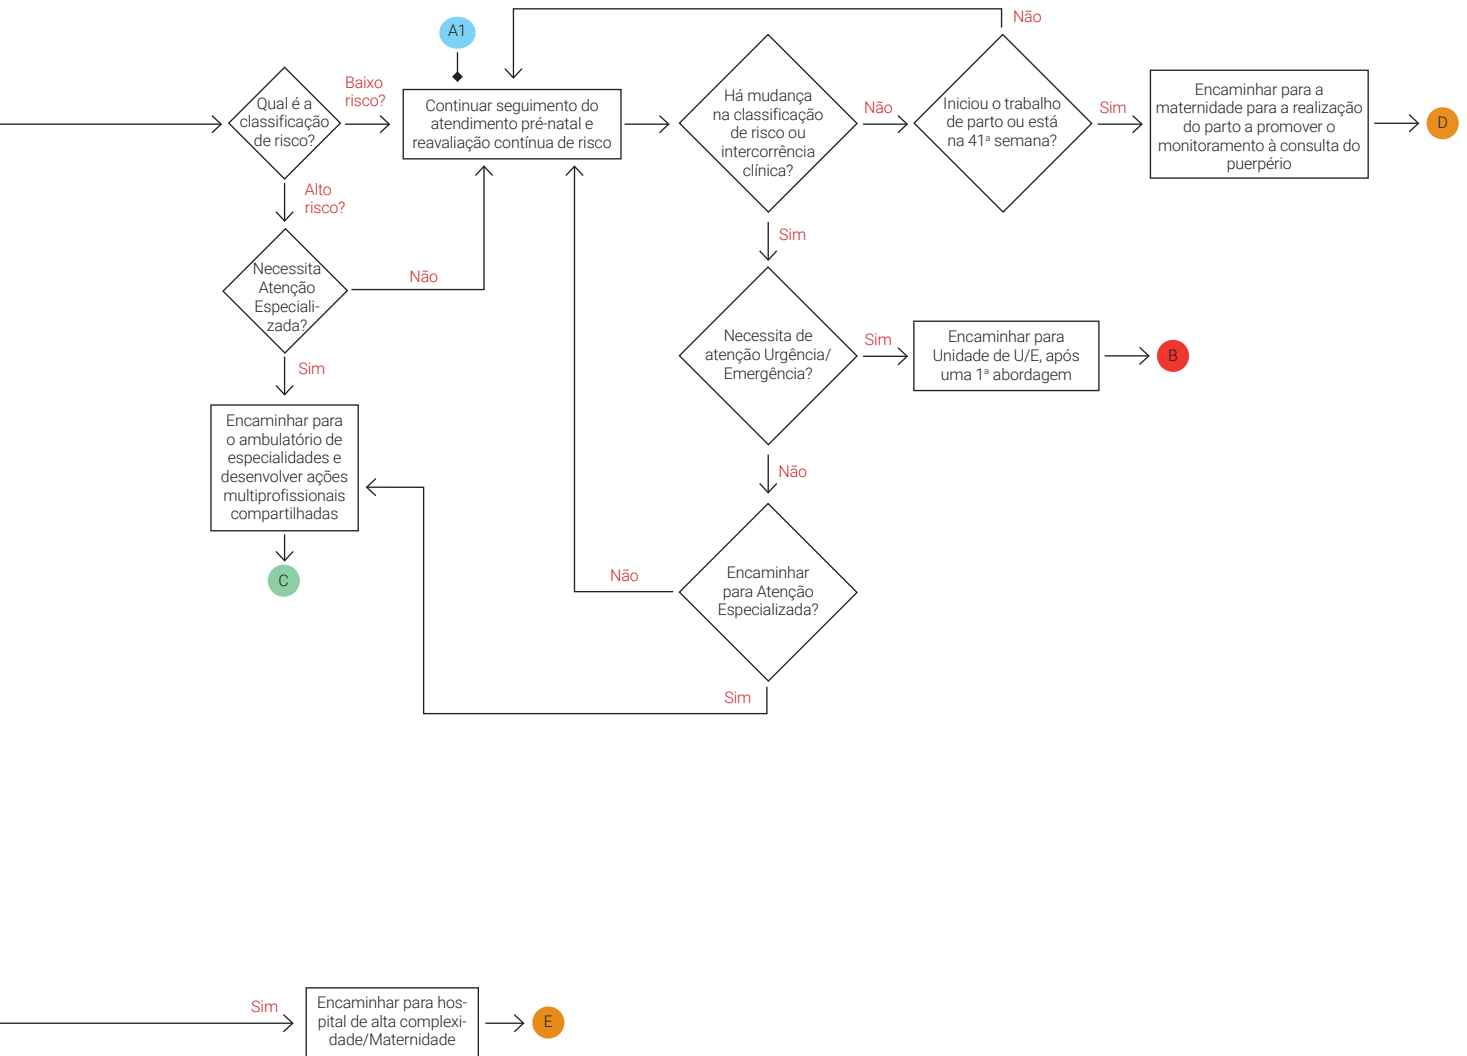 Não
A1
Baixo
risco?
Qual é a
classificação
de risco?
Continuar seguimento do
atendimento pré-natal e
reavaliação contínua de risco
Há mudança
na classificação
de risco ou
intercorrência
clínica?
Não
Iniciou o trabalho
de parto ou está
na 41ª semana?
Sim
Encaminhar para a
maternidade para a realização
do parto a promover o
monitoramento à consulta do
puerpério
D
Alto
risco?
Sim
Necessita
Atenção
Especiali-
zada?
Não
Necessita de
atenção Urgência/
Emergência?
Sim
Encaminhar para
Unidade de U/E, após
uma 1ª abordagem
B
Sim
Encaminhar para
o ambulatório de
especialidades e
desenvolver ações
multiprofissionais
compartilhadas
Não
C
Não
Encaminhar
para Atenção
Especializada?
Sim
Sim
Encaminhar para hos-
pital de alta complexi-
dade/Maternidade
E